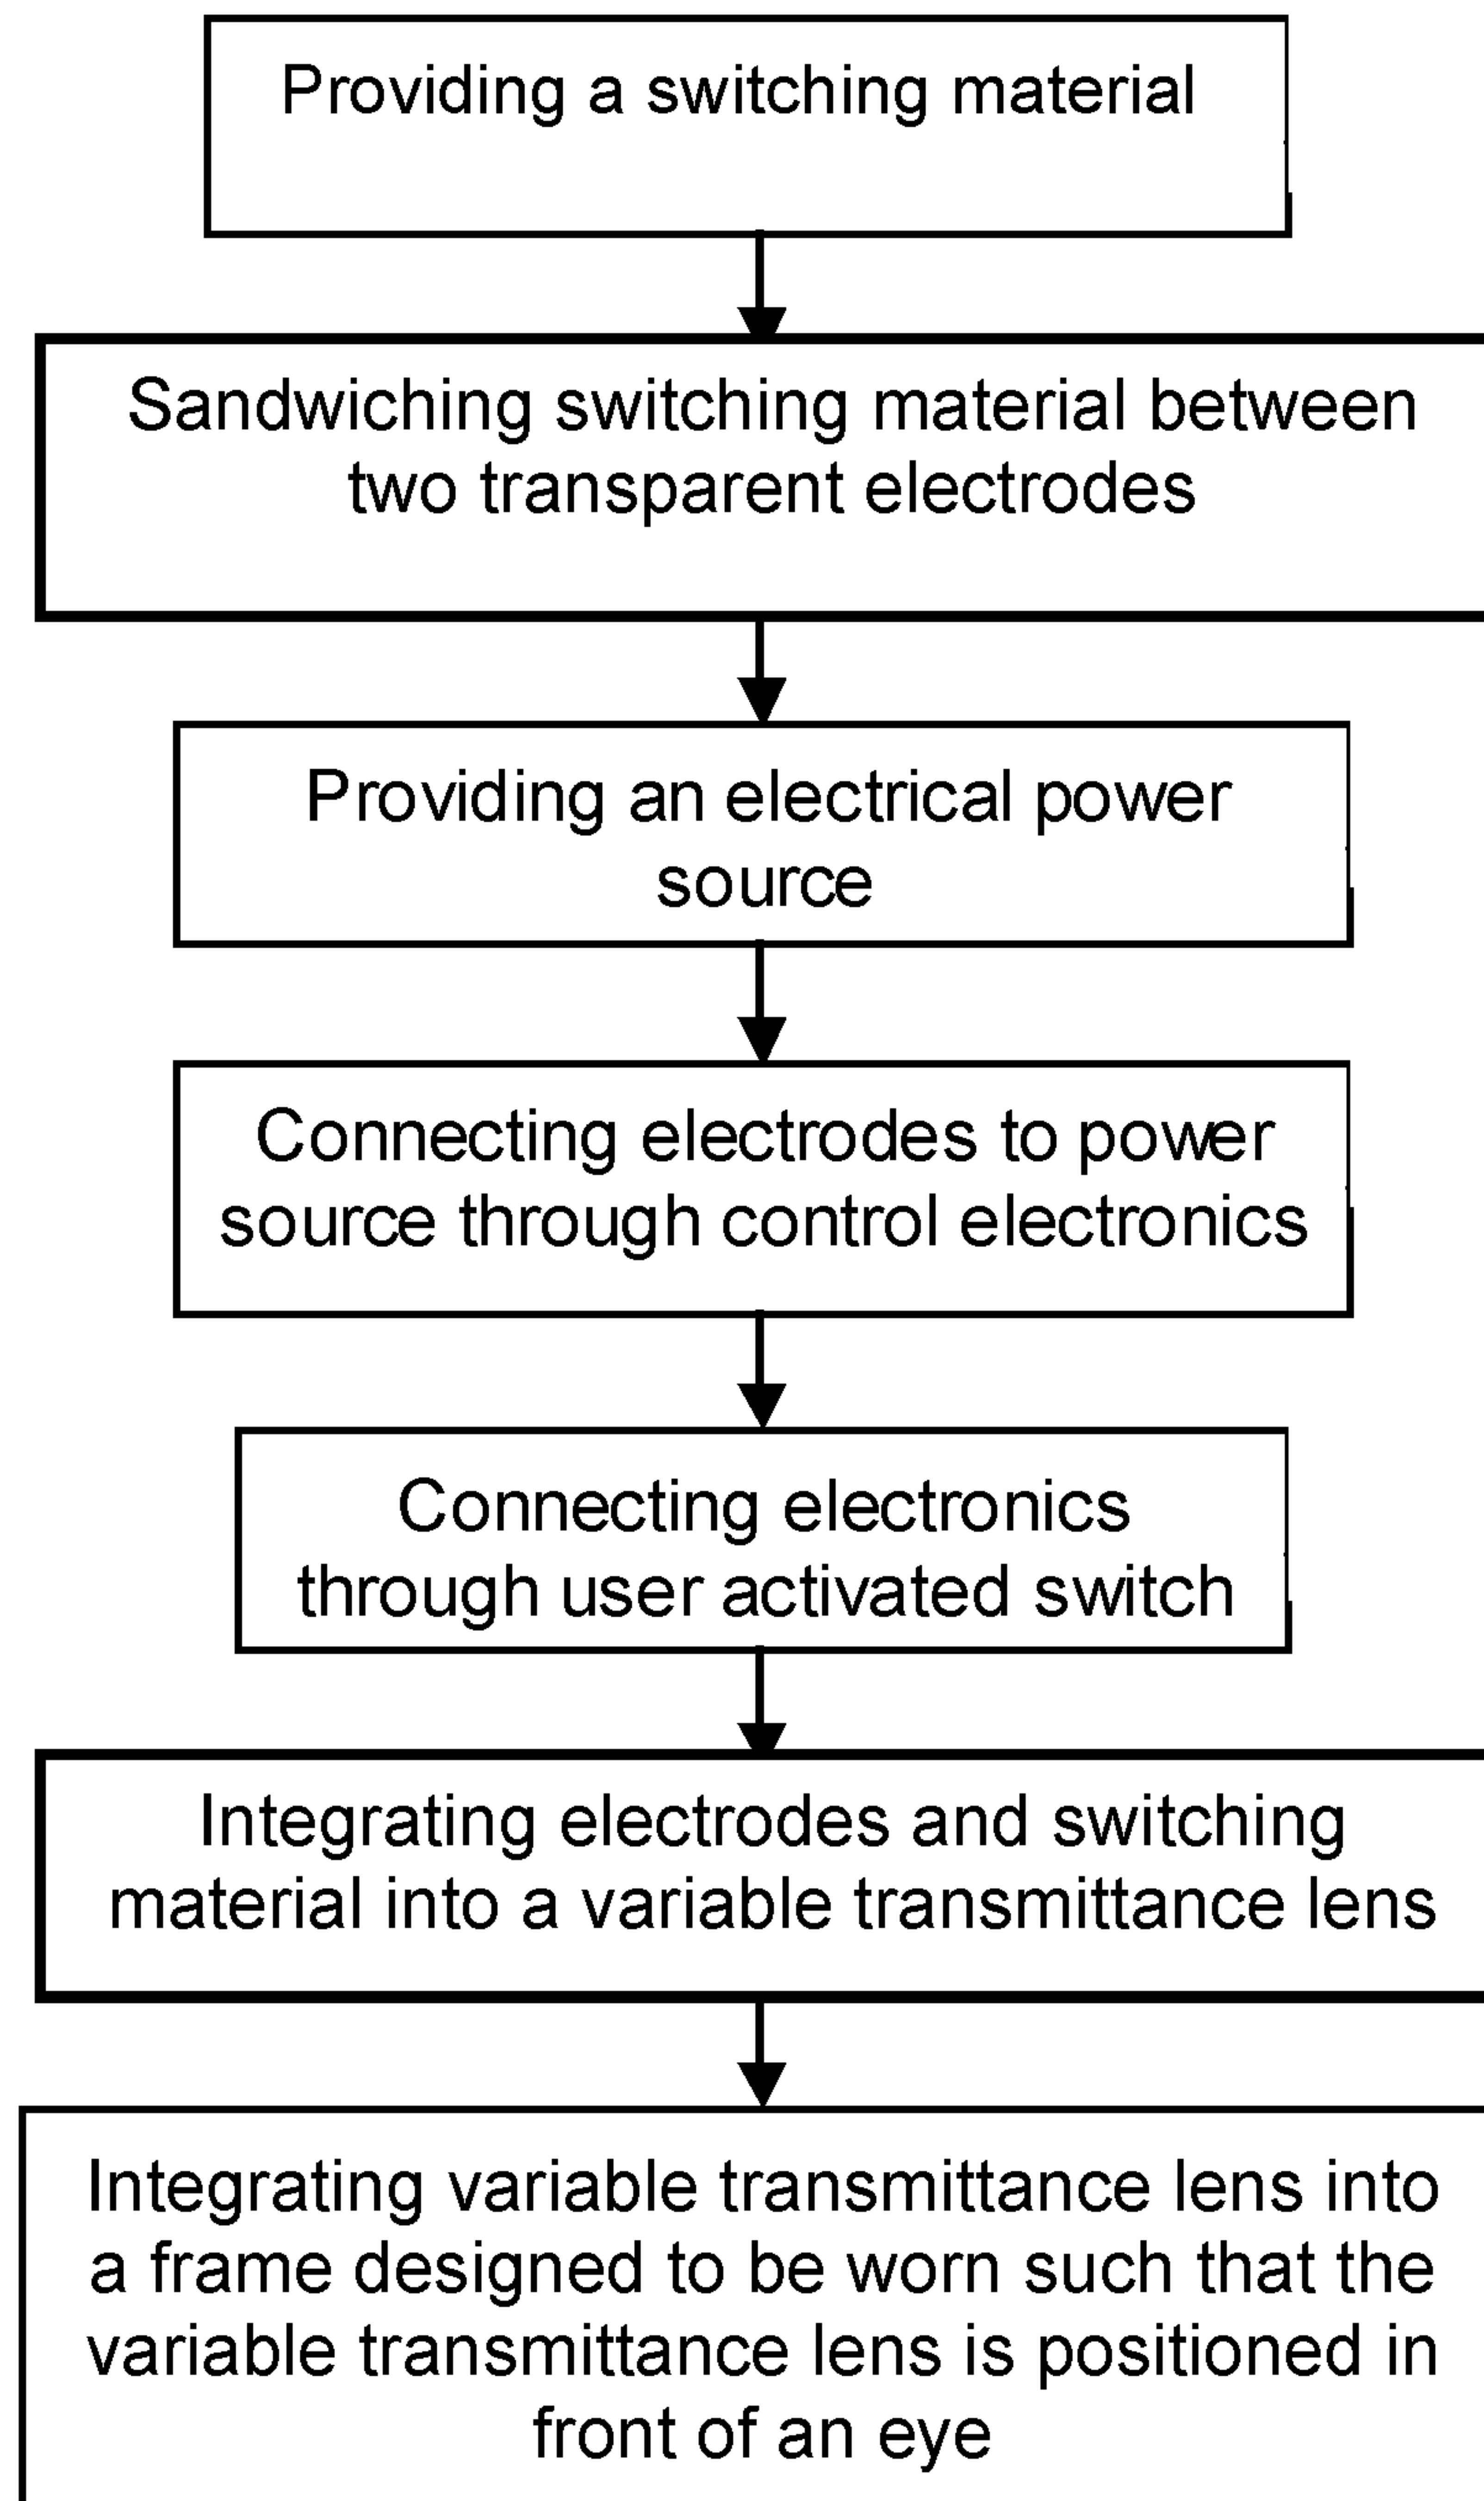 Providing a switching material
Sandwiching switching material between
two transparent electrodes
Providing an electrical power
source
Connecting electrodes to power
source through control electronics
Connecting electronics
through user activated switch
Integrating electrodes and switching
material into a variable transmittance lens
Integrating variable transmittance lens into
a frame designed to be worn such that the
variable transmittance lens is positioned in
front of an eye